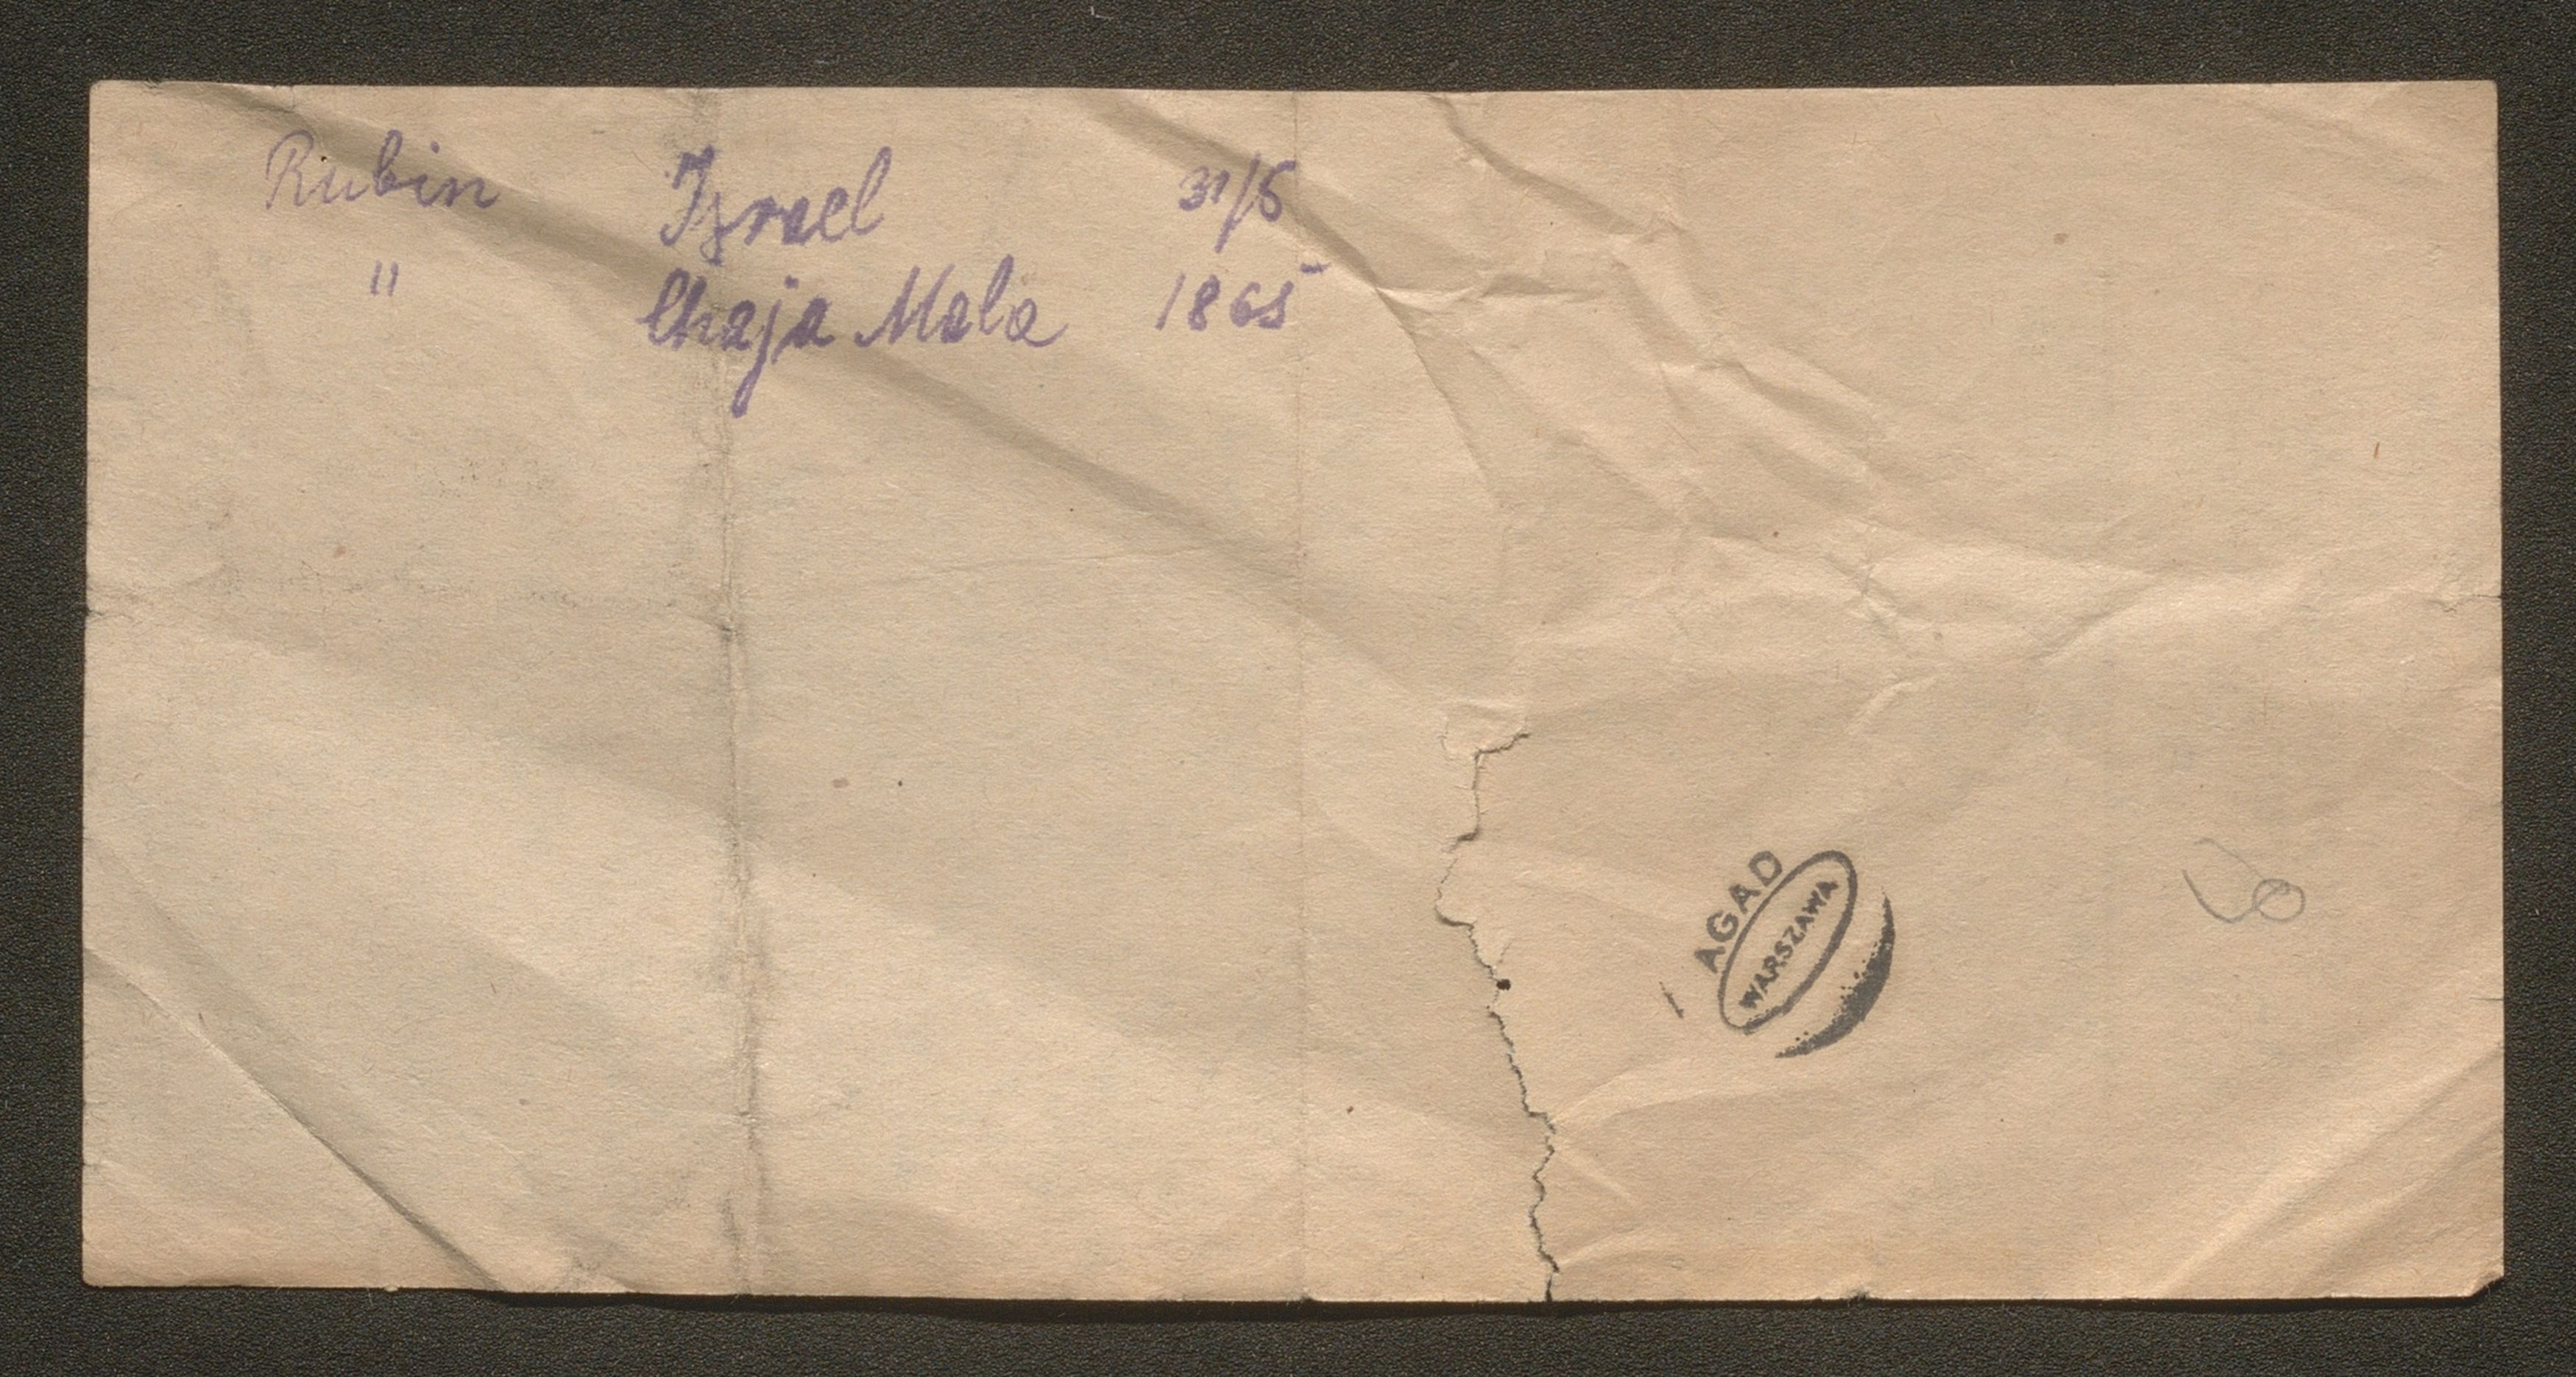 Rubin Izrael 31/5
" Chaja Mala 1865
AGAD
WARSZAWA